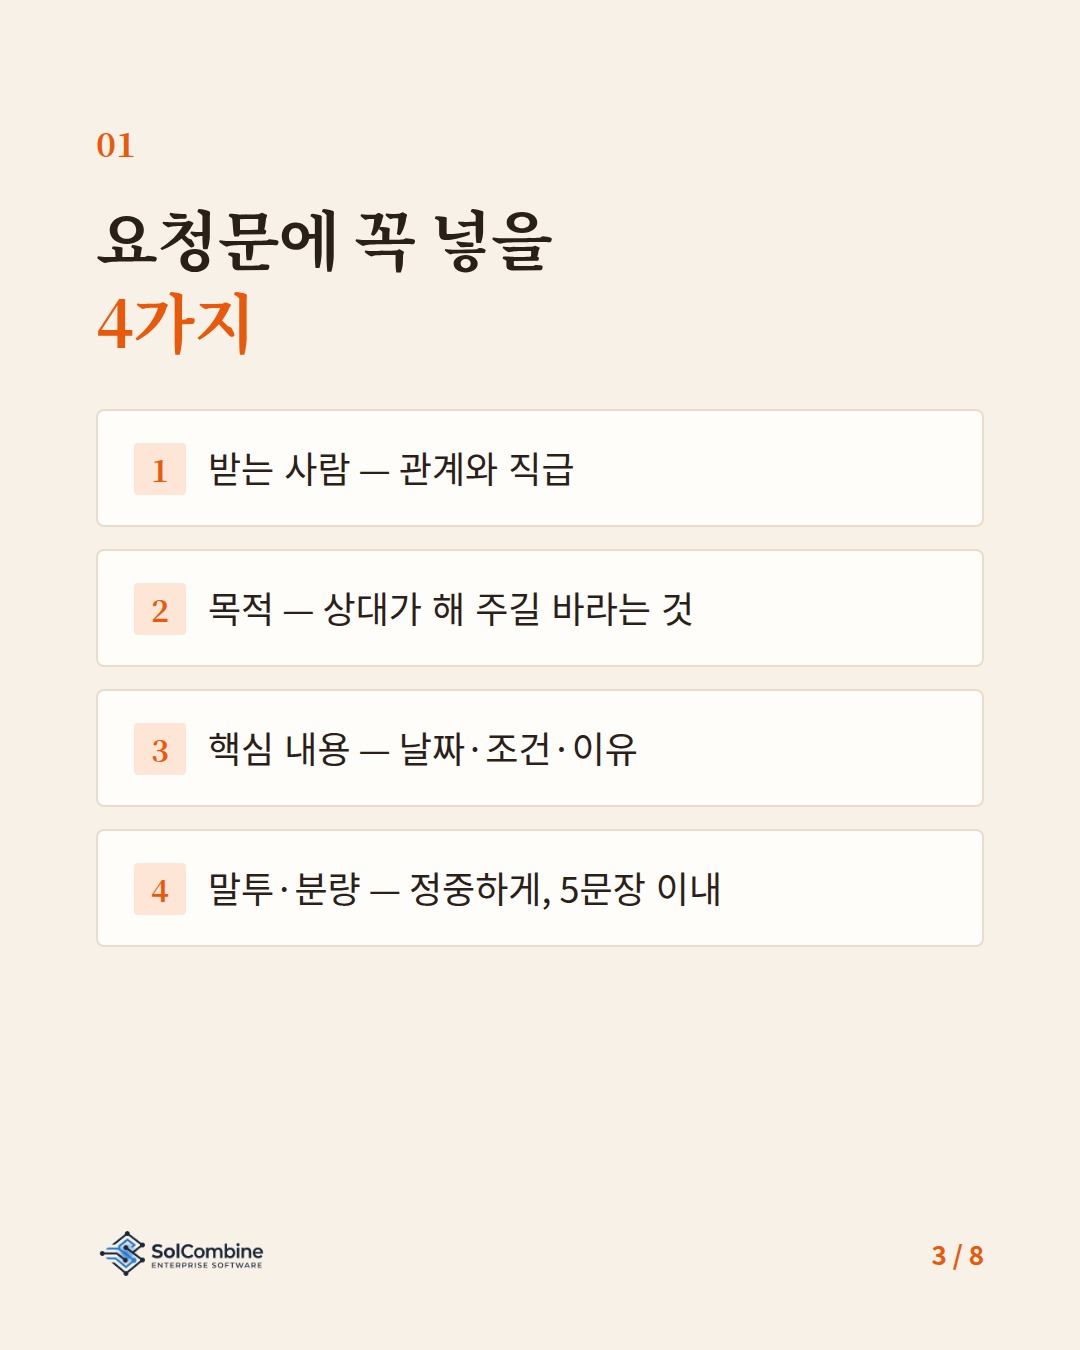 01
요청문에 꼭 넣을
4가지
1 받는 사람 — 관계와 직급
2 목적 — 상대가 해 주길 바라는 것
3 핵심 내용 — 날짜·조건·이유
4 말투·분량 — 정중하게, 5문장 이내
SolCombine
ENTERPRISE SOFTWARE
3 / 8